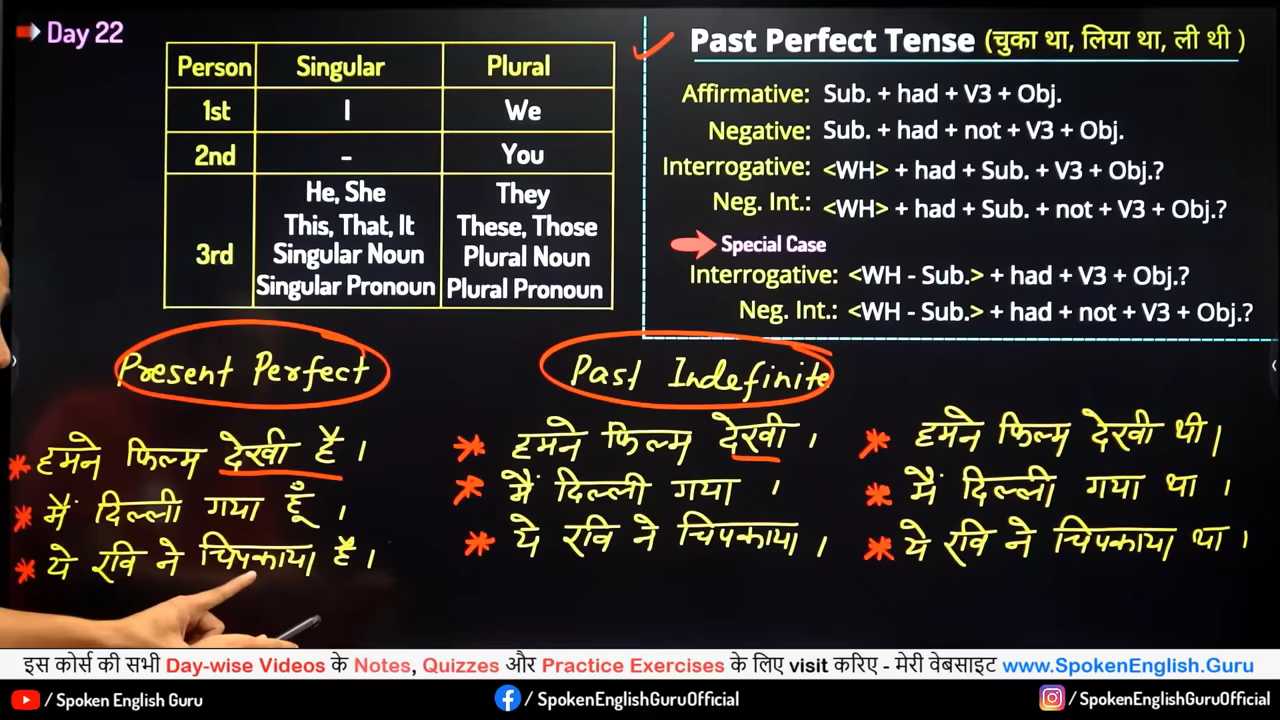 Day 22
Person Singular Plural
1st I We
2nd - You
3rd
He, She
This, That, It
Singular Noun
Singular Pronoun
They
These, Those
Plural Noun
Plural Pronoun
Past Perfect Tense (चुका था, लिया था, ली थी )
Affirmative: Sub. + had + V3 + Obj.
Negative: Sub. + had + not + V3 + Obj.
Interrogative: <WH> + had + Sub. + V3 + Obj.?
Neg. Int.: <WH> + had + Sub. + not + V3 + Obj.?
Special Case
Interrogative: <WH - Sub.> + had + V3 + Obj.?
Neg. Int.: <WH - Sub.> + had + not + V3 + Obj.?
Present Perfect
हमने फिल्म देखी है ।
मैं दिल्ली गया हूँ ।
ये रवि ने चिपकाया है ।
Past Indefinite
हमने फिल्म देखी ।
मैं दिल्ली गया ।
ये रवि ने चिपकाया ।
हमने फिल्म देखी थी ।
मैं दिल्ली गया था ।
ये रवि ने चिपकाया था ।
इस कोर्स की सभी Day-wise Videos के Notes, Quizzes और Practice Exercises के लिए visit करिए - मेरी वेबसाइट www.SpokenEnglish.Guru
/ Spoken English Guru
/ SpokenEnglishGuruOfficial
/ SpokenEnglishGuruOfficial